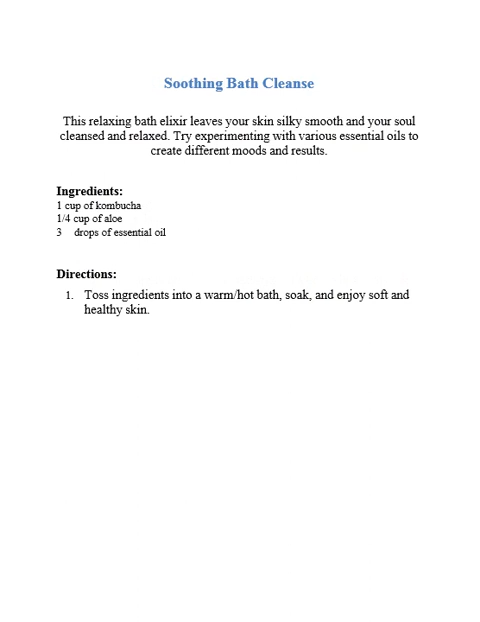 Soothing Bath Cleanse
This relaxing bath elixir leaves your skin silky smooth and your soul
cleansed and relaxed. Try experimenting with various essential oils to
create different moods and results.
Ingredients:
1 cup of kombucha
1/4 cup of aloe
3 drops of essential oil
Directions:
1. Toss ingredients into a warm/hot bath, soak, and enjoy soft and
healthy skin.